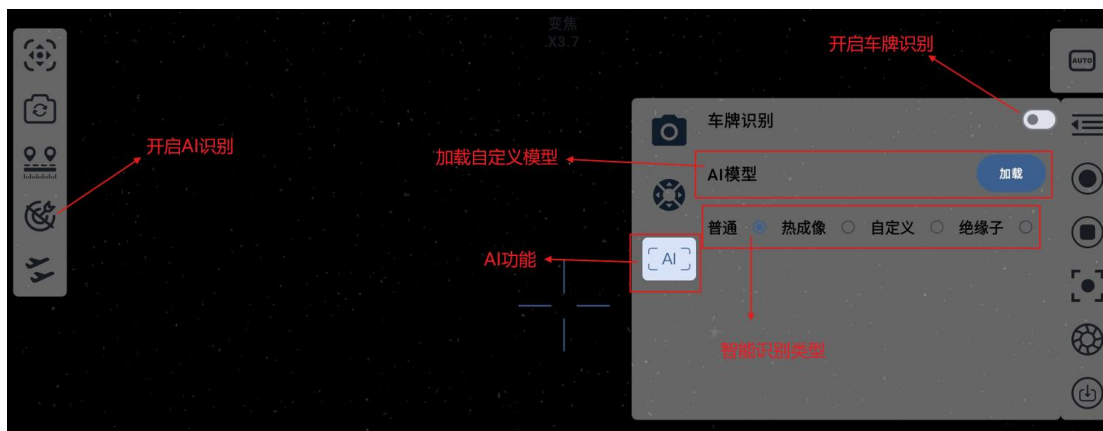 变焦
X3.7
开启车牌识别
AUTO
车牌识别
开启AI识别
加载自定义模型
AI模型
加载
普通 热成像 自定义 绝缘子
AI功能
AI
智能识别类型